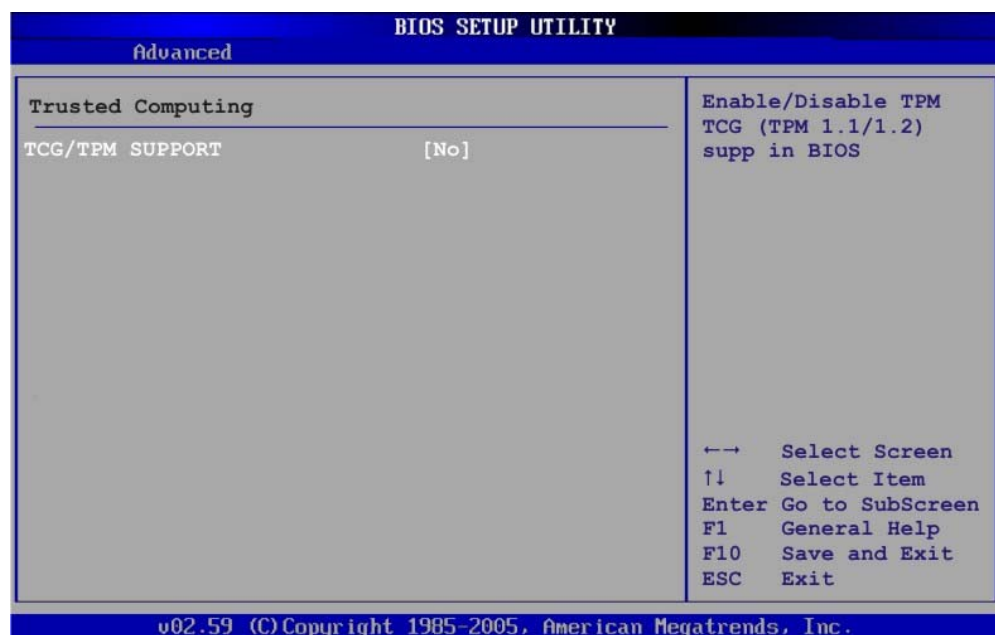 BIOS SETUP UTILITY
Advanced
Trusted Computing
TCG/TPM SUPPORT [No]
Enable/Disable TPM
TCG (TPM 1.1/1.2)
supp in BIOS
←→ Select Screen
↑↓ Select Item
Enter Go to SubScreen
F1 General Help
F10 Save and Exit
ESC Exit
v02.59 (C)Copyright 1985-2005, American Megatrends, Inc.